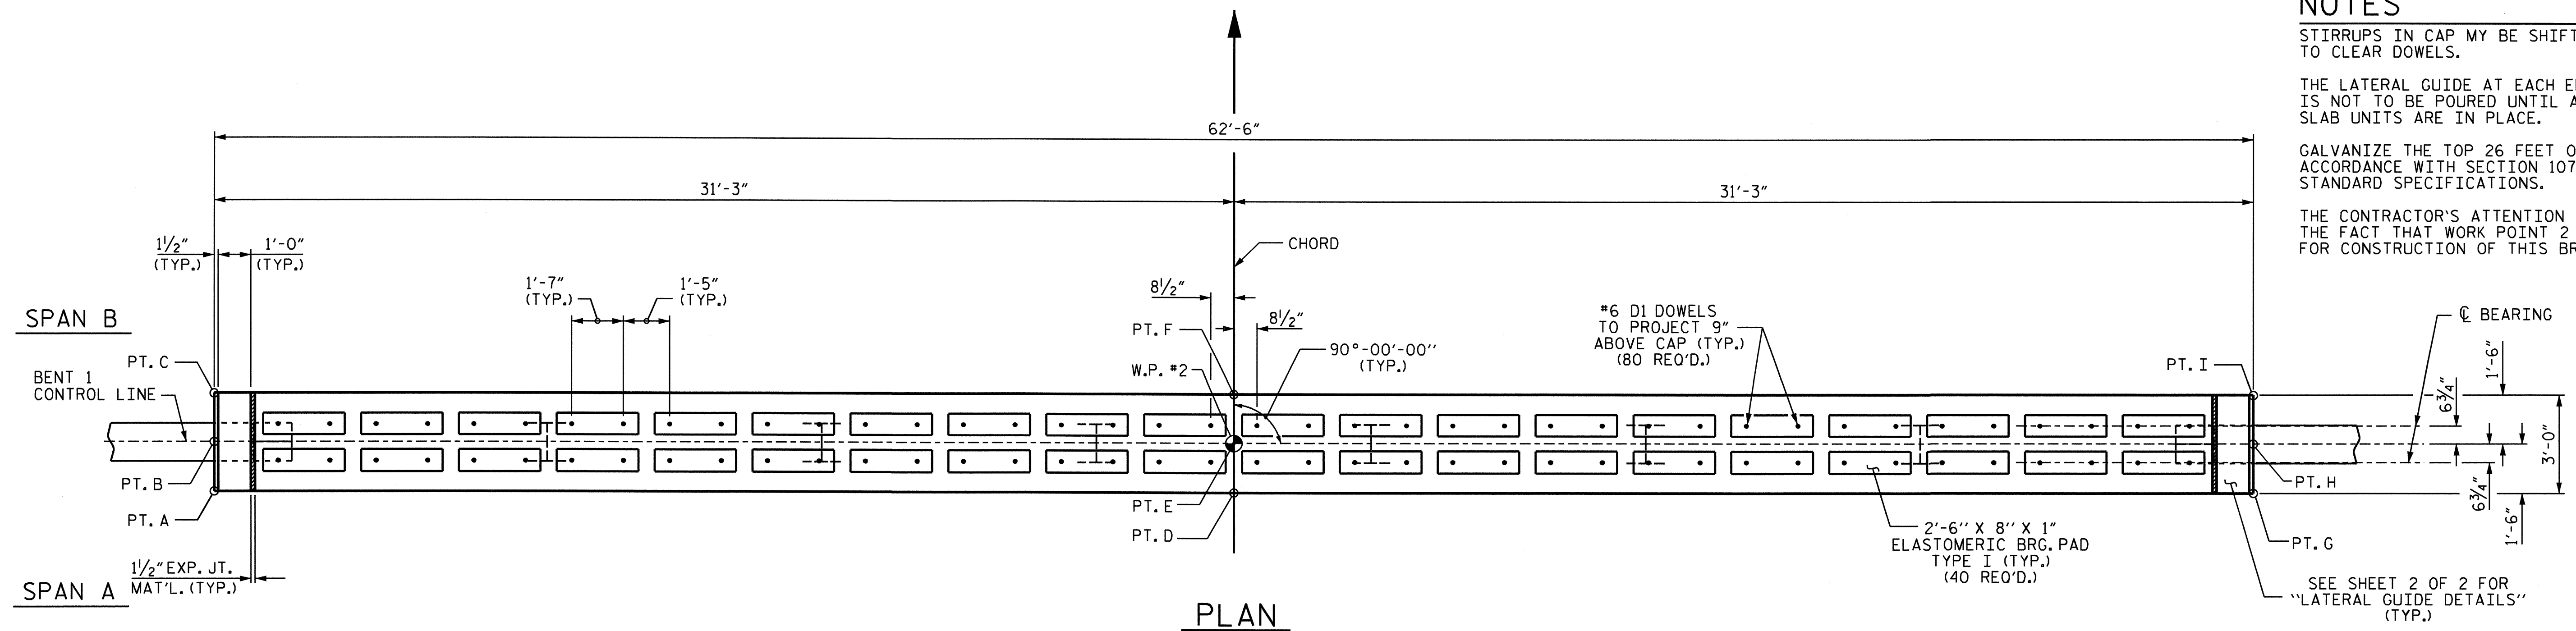 NOTES
STIRRUPS IN CAP MY BE SHIFT
TO CLEAR DOWELS.
THE LATERAL GUIDE AT EACH E
IS NOT TO BE POURED UNTIL A
SLAB UNITS ARE IN PLACE.
GALVANIZE THE TOP 26 FEET O
ACCORDANCE WITH SECTION 107
STANDARD SPECIFICATIONS.
THE CONTRACTOR'S ATTENTION
THE FACT THAT WORK POINT 2
FOR CONSTRUCTION OF THIS BR
62'-6"
31'-3"
31'-3"
CHORD
1½"
(TYP.)
1'-0"
(TYP.)
1'-7"
(TYP.)
1'-5"
(TYP.)
8½"
8½"
90°-00'-00''
(TYP.)
#6 D1 DOWELS
TO PROJECT 9"
ABOVE CAP (TYP.)
(80 REQ'D.)
℄ BEARING
SPAN B
PT. C
BENT 1
CONTROL LINE
PT. F
W.P. #2
PT. I
1'-6"
6¾"
3'-0"
6¾"
1'-6"
PT. B
PT. A
PT. E
PT. D
PT. H
PT. G
1½" EXP. JT.
MAT'L. (TYP.)
SPAN A
2'-6'' X 8'' X 1"
ELASTOMERIC BRG. PAD
TYPE I (TYP.)
(40 REQ'D.)
SEE SHEET 2 OF 2 FOR
"LATERAL GUIDE DETAILS"
(TYP.)
PLAN